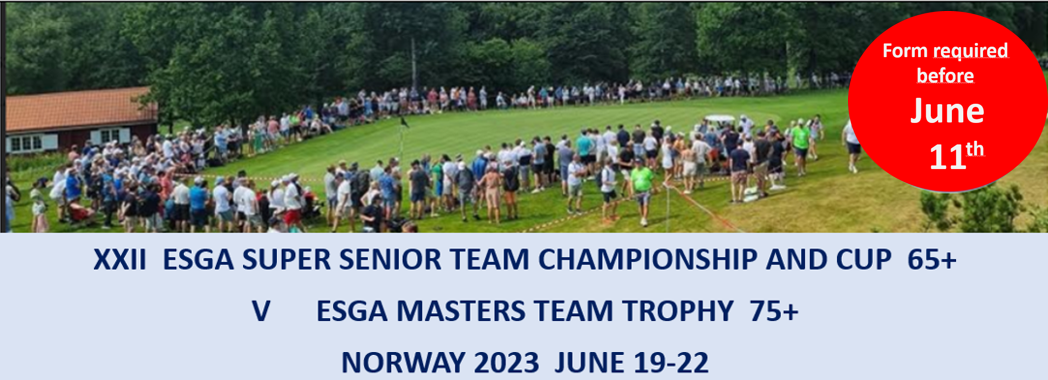 Form required
before
June
11th
XXII ESGA SUPER SENIOR TEAM CHAMPIONSHIP AND CUP 65+
V ESGA MASTERS TEAM TROPHY 75+
NORWAY 2023 JUNE 19-22